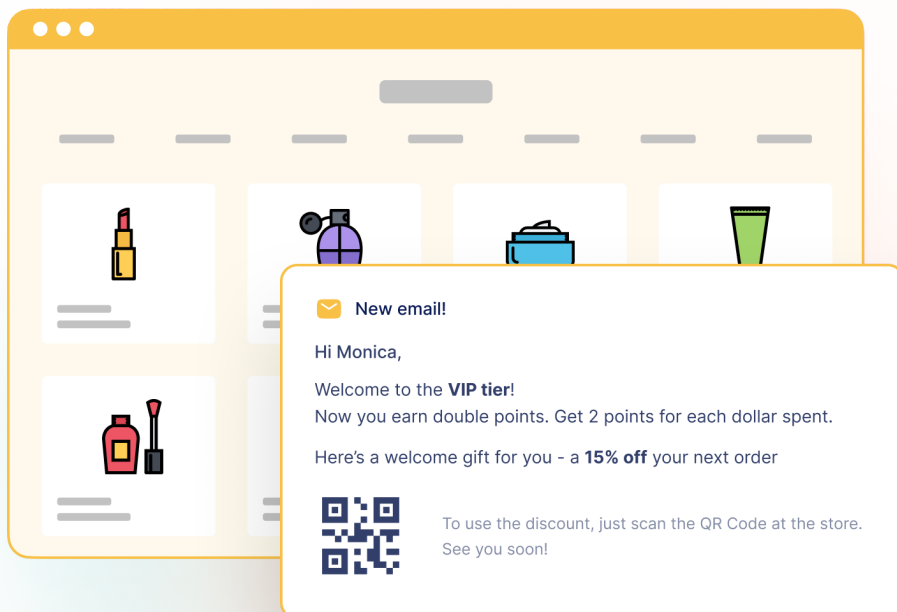 New email!
Hi Monica,
Welcome to the VIP tier!
Now you earn double points. Get 2 points for each dollar spent.
Here’s a welcome gift for you - a 15% off your next order
To use the discount, just scan the QR Code at the store.
See you soon!